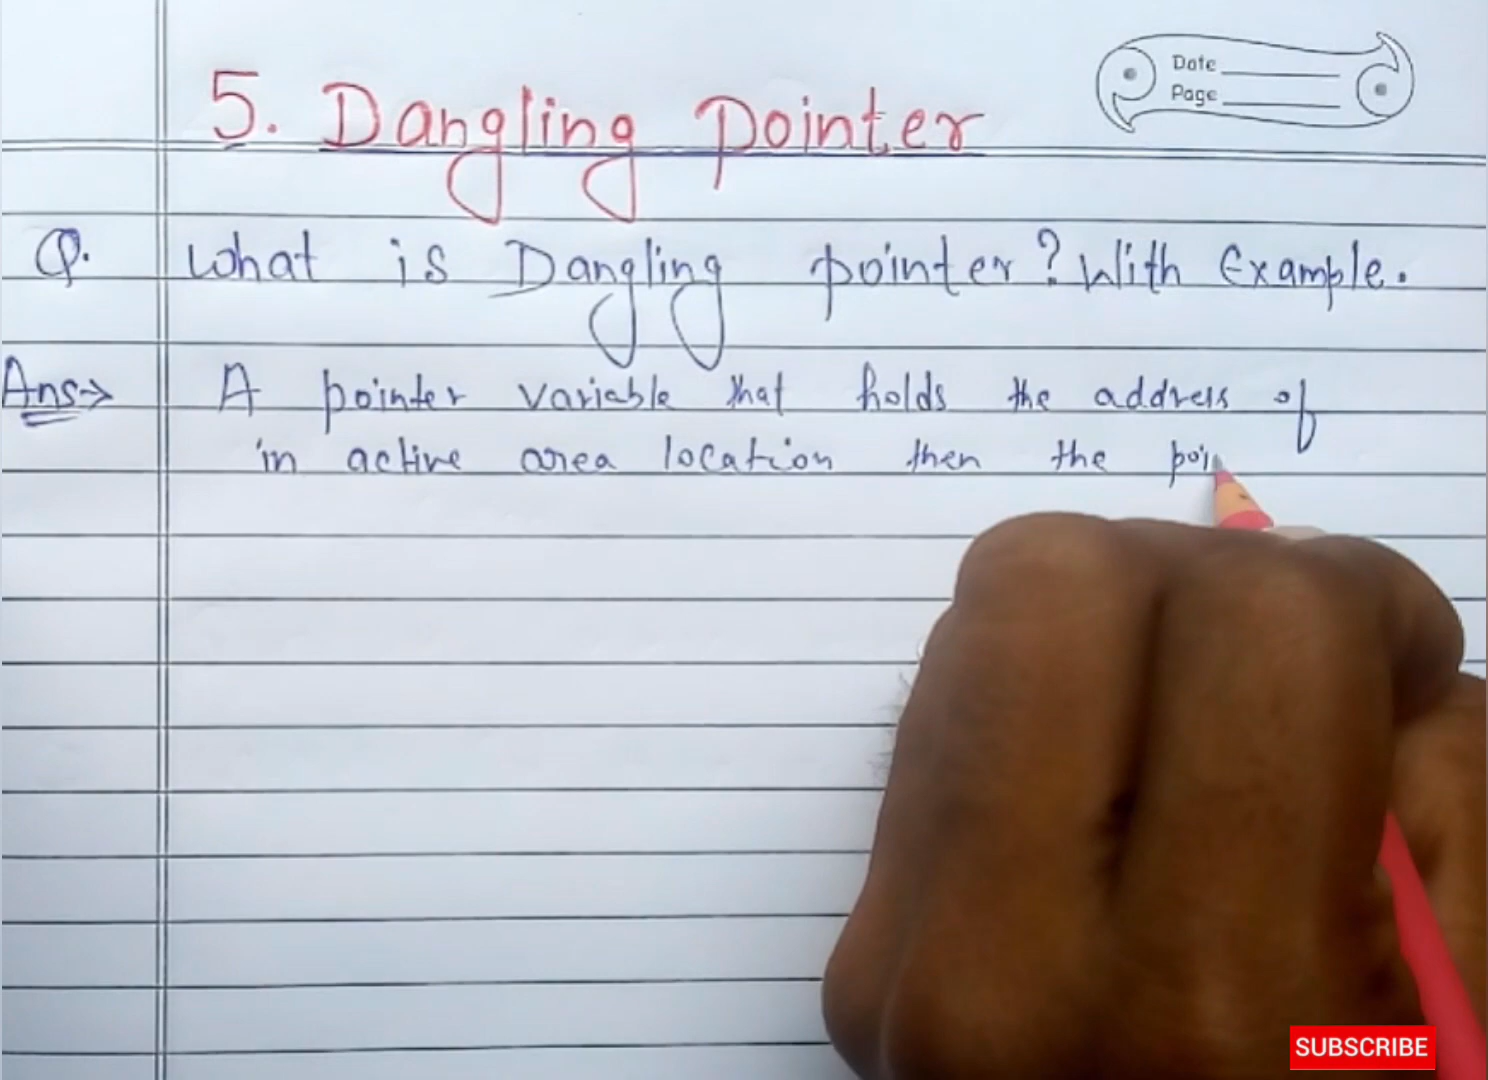 Date
Page
5. Dangling Pointer
Q. What is Dangling pointer? With Example.
Ans→ A pointer variable that holds the address of
in active area location then the poin
SUBSCRIBE